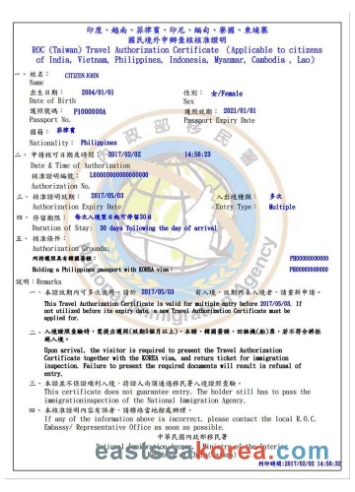 印度、越南、菲律賓、印尼、緬甸、寮國、柬埔寨
國民境外申辦查核核准證明
ROC (Taiwan) Travel Authorization Certificate (Applicable to citizens
of India, Vietnam, Philippines, Indonesia, Myanmar, Cambodia , Lao)
一、 姓名： CITIZEN JOHN
Name
出生日期： 2004/01/01 性別： 女/Female
Date of Birth Sex
護照號碼： P1000000A 護照效期： 2021/01/01
Passport No. Passport Expiry Date
國籍： 菲律賓
Nationality： Philippines
二、 申請核可日期及時間： 2017/02/02 14:56:23
Date & Time of Authorization
核准證明編號：
Authorization No.
三、 核准證明效期： 2017/05/03 入出境種類： 多次
Authorization Expiry Date Entry Type： Multiple
四、 停留期限： 每次入境翌日起可停留30日
Duration of Stay: 30 days following the day of arrival
五、 核准條件：
Authorization Grounds:
所持護照具有韓國簽證：
Holding a Philippines passport with KOREA visa：
說明：Remarks
一、本證效期內可多次使用，請於 2017/05/03 前入境，效期內未入境者，請重新申請。
This Travel Authorization Certificate is valid for multiple entry before 2017/05/03. If
not utilized before its expiry date, a new Travel Authorization Certificate must be
applied for.
二、入境證照查驗時，需提出護照(效期6個月以上)、本證、韓國簽證、回程機(船)票，若不符合將拒
絕入境。
Upon arrival, the visitor is required to present the Travel Authorization
Certificate together with the KOREA visa, and return ticket for immigration
inspection. Failure to present the required documents will result in refusal of
entry.
三、本證並不保證順利入境，持證人尚須通過移民署入境證照查驗。
This certificate does not guarantee entry. The holder still has to pass the
immigrationinspection of the National Immigration Agency.
四、本核准證明內容有誤者，請聯絡當地館處辦理。
If any of the information above is incorrect, please contact the local R.O.C.
Embassy/ Representative Office as soon as possible.
中華民國內政部移民署
National Immigration Agency, Ministry of the Interior
eastbreakorea.com
列印時間:2017/02/02 14:56:32